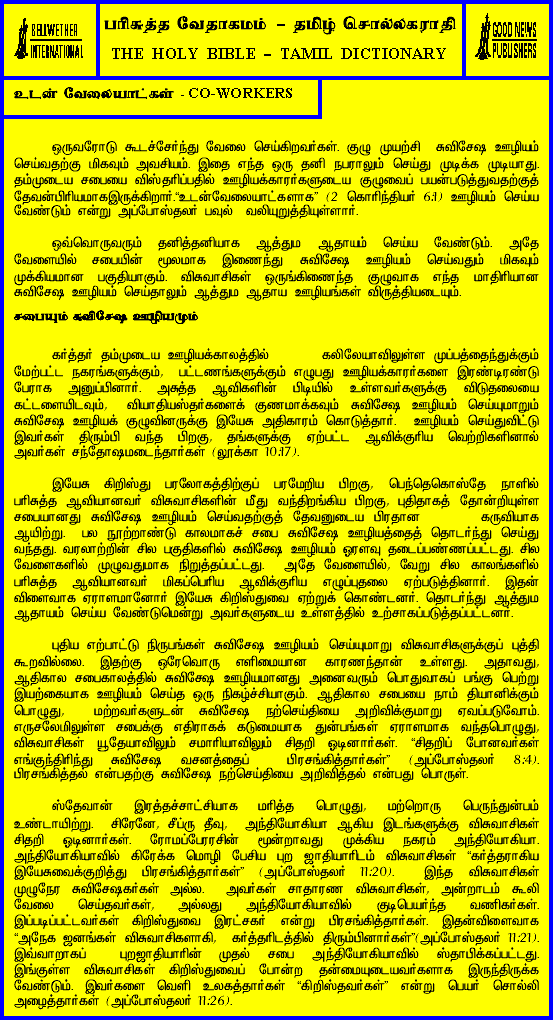 BELLWETHER
INTERNATIONAL
பரிசுத்த வேதாகமம் – தமிழ் சொல்லகராதி
THE HOLY BIBLE – TAMIL DICTIONARY
GOOD NEWS
PUBLISHERS
உடன் வேலையாட்கள் - CO-WORKERS
ஒருவரோடு கூடச்சேர்ந்து வேலை செய்கிறவர்கள். குழு முயற்சி சுவிசேஷ ஊழியம்
செய்வதற்கு மிகவும் அவசியம். இதை எந்த ஒரு தனி நபராலும் செய்து முடிக்க முடியாது.
தம்முடைய சபையை விஸ்தரிப்பதில் ஊழியக்காரர்களுடைய குழுவைப் பயன்படுத்துவதற்குத்
தேவன்பிரியமாகஇருக்கிறார்.“உடன்வேலையாட்களாக” (2 கொரிந்தியர் 6:1) ஊழியம் செய்ய
வேண்டும் என்று அப்போஸ்தலர் பவுல் வலியுறுத்தியுள்ளார்.
ஒவ்வொருவரும் தனித்தனியாக ஆத்தும ஆதாயம் செய்ய வேண்டும். அதே
வேளையில் சபையின் மூலமாக இணைந்து சுவிசேஷ ஊழியம் செய்வதும் மிகவும்
முக்கியமான பகுதியாகும். விசுவாசிகள் ஒருங்கிணைந்த குழுவாக எந்த மாதிரியான
சுவிசேஷ ஊழியம் செய்தாலும் ஆத்தும ஆதாய ஊழியங்கள் விருத்தியடையும்.
சபையும் சுவிசேஷ ஊழியமும்
கர்த்தர் தம்முடைய ஊழியக்காலத்தில் கலிலேயாவிலுள்ள முப்பத்தைந்துக்கும்
மேற்பட்ட நகரங்களுக்கும், பட்டணங்களுக்கும் எழுபது ஊழியக்காரர்களை இரண்டிரண்டு
பேராக அனுப்பினார். அசுத்த ஆவிகளின் பிடியில் உள்ளவர்களுக்கு விடுதலையை
கட்டளையிடவும், வியாதியஸ்தர்களைக் குணமாக்கவும் சுவிசேஷ ஊழியம் செய்யுமாறும்
சுவிசேஷ ஊழியக் குழுவினருக்கு இயேசு அதிகாரம் கொடுத்தார். ஊழியம் செய்துவிட்டு
இவர்கள் திரும்பி வந்த பிறகு, தங்களுக்கு ஏற்பட்ட ஆவிக்குரிய வெற்றிகளினால்
அவர்கள் சந்தோஷமடைந்தார்கள் (லூக்கா 10:17).
இயேசு கிறிஸ்து பரலோகத்திற்குப் பரமேறிய பிறகு, பெந்தெகொஸ்தே நாளில்
பரிசுத்த ஆவியானவர் விசுவாசிகளின் மீது வந்திறங்கிய பிறகு, புதிதாகத் தோன்றியுள்ள
சபையானது சுவிசேஷ ஊழியம் செய்வதற்குத் தேவனுடைய பிரதான கருவியாக
ஆயிற்று. பல நூற்றாண்டு காலமாகச் சபை சுவிசேஷ ஊழியத்தைத் தொடர்ந்து செய்து
வந்தது. வரலாற்றின் சில பகுதிகளில் சுவிசேஷ ஊழியம் ஓரளவு தடைப்பண்ணப்பட்டது. சில
வேளைகளில் முழுவதுமாக நிறுத்தப்பட்டது. அதே வேளையில், வேறு சில காலங்களில்
பரிசுத்த ஆவியானவர் மிகப்பெரிய ஆவிக்குரிய எழுப்புதலை ஏற்படுத்தினார். இதன்
விளைவாக ஏராளமானோர் இயேசு கிறிஸ்துவை ஏற்றுக் கொண்டனர். தொடர்ந்து ஆத்தும
ஆதாயம் செய்ய வேண்டுமென்று அவர்களுடைய உள்ளத்தில் உற்சாகப்படுத்தப்பட்டனர்.
புதிய ஏற்பாட்டு நிருபங்கள் சுவிசேஷ ஊழியம் செய்யுமாறு விசுவாசிகளுக்குப் புத்தி
கூறவில்லை. இதற்கு ஒரேவொரு எளிமையான காரணந்தான் உள்ளது. அதாவது,
ஆதிகால சபைகாலத்தில் சுவிசேஷ ஊழியமானது அனைவரும் பொதுவாகப் பங்கு பெற்று
இயற்கையாக ஊழியம் செய்த ஒரு நிகழ்ச்சியாகும். ஆதிகால சபையை நாம் தியானிக்கும்
பொழுது, மற்றவர்களுடன் சுவிசேஷ நற்செய்தியை அறிவிக்குமாறு ஏவப்படுவோம்.
எருசலேமிலுள்ள சபைக்கு எதிராகக் கடுமையாக துன்பங்கள் ஏராளமாக வந்தபொழுது,
விசுவாசிகள் யூதேயாவிலும் சமாரியாவிலும் சிதறி ஓடினார்கள். “சிதறிப் போனவர்கள்
எங்குந்திரிந்து சுவிசேஷ வசனத்தைப் பிரசங்கித்தார்கள்” (அப்போஸ்தலர் 8:4).
பிரசங்கித்தல் என்பதற்கு சுவிசேஷ நற்செய்தியை அறிவித்தல் என்பது பொருள்.
ஸ்தேவான் இரத்தச்சாட்சியாக மரித்த பொழுது, மற்றொரு பெருந்துன்பம்
உண்டாயிற்று. சிரேனே, சீப்ரு தீவு, அந்தியோகியா ஆகிய இடங்களுக்கு விசுவாசிகள்
சிதறி ஓடினார்கள். ரோமப்பேரரசின் மூன்றாவது முக்கிய நகரம் அந்தியோகியா.
அந்தியோகியாவில் கிரேக்க மொழி பேசிய புற ஜாதியாரிடம் விசுவாசிகள் “கர்த்தராகிய
இயேசுவைக்குறித்து பிரசங்கித்தார்கள்” (அப்போஸ்தலர் 11:20). இந்த விசுவாசிகள்
முழுநேர சுவிசேஷகர்கள் அல்ல. அவர்கள் சாதாரண விசுவாசிகள், அன்றாடம் கூலி
வேலை செய்தவர்கள், அல்லது அந்தியோகியாவில் குடிபெயர்ந்த வணிகர்கள்.
இப்படிப்பட்டவர்கள் கிறிஸ்துவை இரட்சகர் என்று பிரசங்கித்தார்கள். இதன்விளைவாக
“அநேக ஜனங்கள் விசுவாசிகளாகி, கர்த்தரிடத்தில் திரும்பினார்கள்”(அப்போஸ்தலர் 11:21).
இவ்வாறாகப் புறஜாதியாரின் முதல் சபை அந்தியோகியாவில் ஸ்தாபிக்கப்பட்டது.
இங்குள்ள விசுவாசிகள் கிறிஸ்துவைப் போன்ற தன்மையுடையவர்களாக இருந்திருக்க
வேண்டும். இவர்களை வெளி உலகத்தார்கள் “கிறிஸ்தவர்கள்” என்று பெயர் சொல்லி
அழைத்தார்கள் (அப்போஸ்தலர் 11:26).